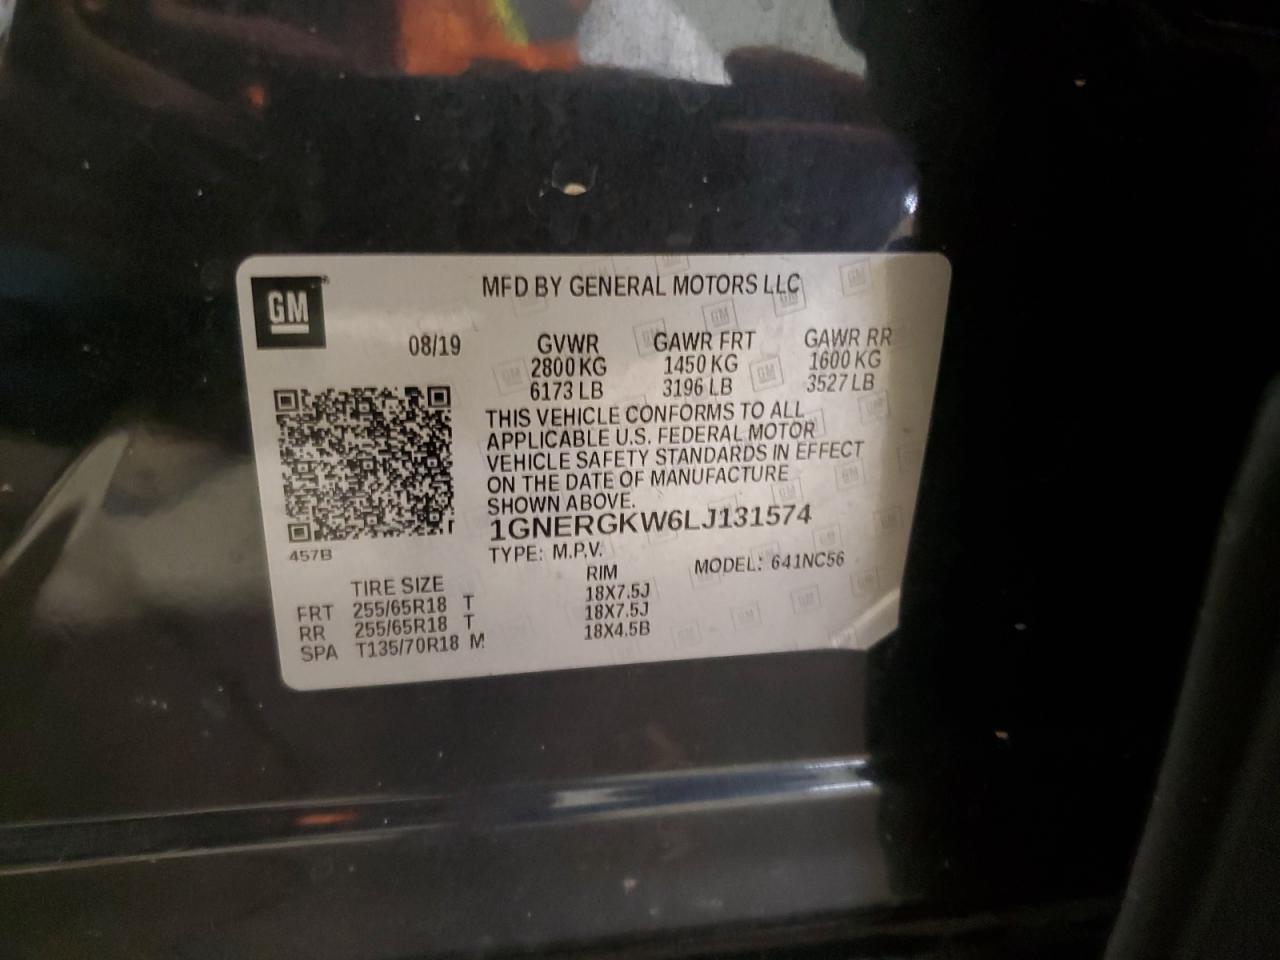 GM
MFD BY GENERAL MOTORS LLC
08/19
GVWR GAWR FRT GAWR RR
2800 KG 1450 KG 1600 KG
6173 LB 3196 LB 3527 LB
THIS VEHICLE CONFORMS TO ALL
APPLICABLE U.S. FEDERAL MOTOR
VEHICLE SAFETY STANDARDS IN EFFECT
ON THE DATE OF MANUFACTURE
SHOWN ABOVE.
1GNERGKW6LJ131574
457B
TYPE: M.P.V. MODEL: 641NC56
TIRE SIZE RIM
FRT 255/65R18 T 18X7.5J
RR 255/65R18 T 18X7.5J
SPA T135/70R18 M 18X4.5B